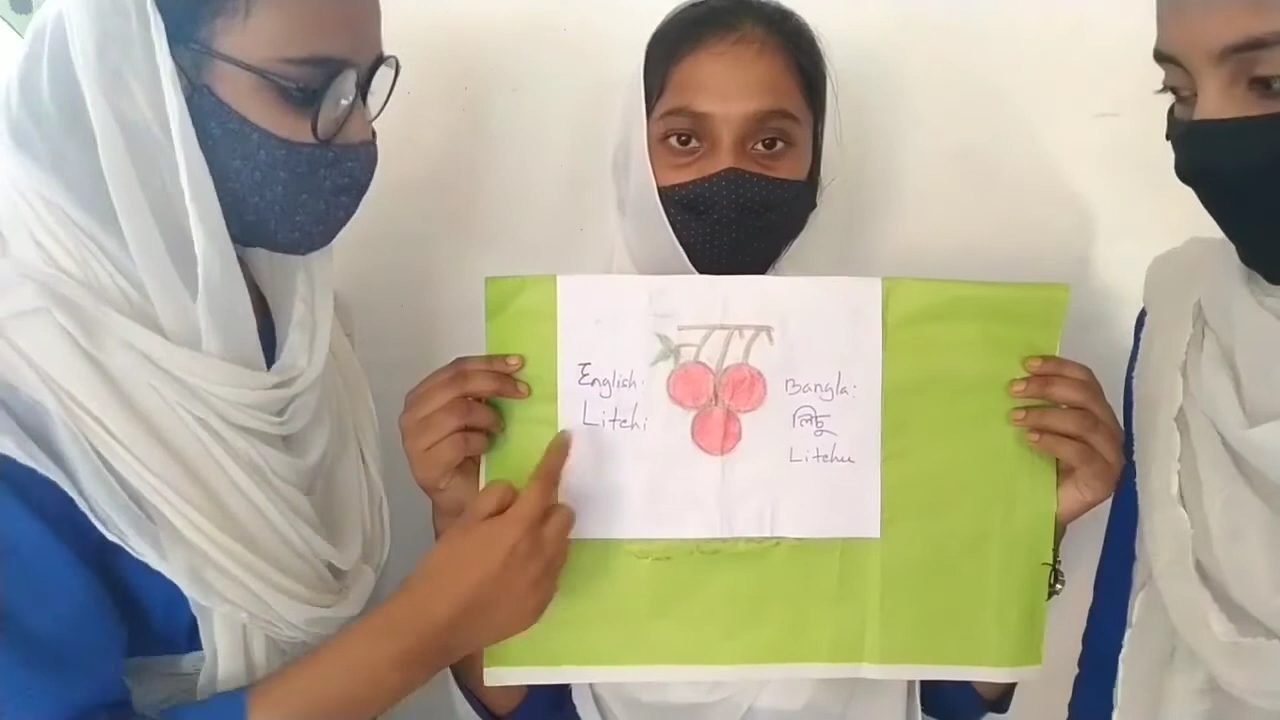 English:
Litchi
Bangla:
লিচু
Litchu